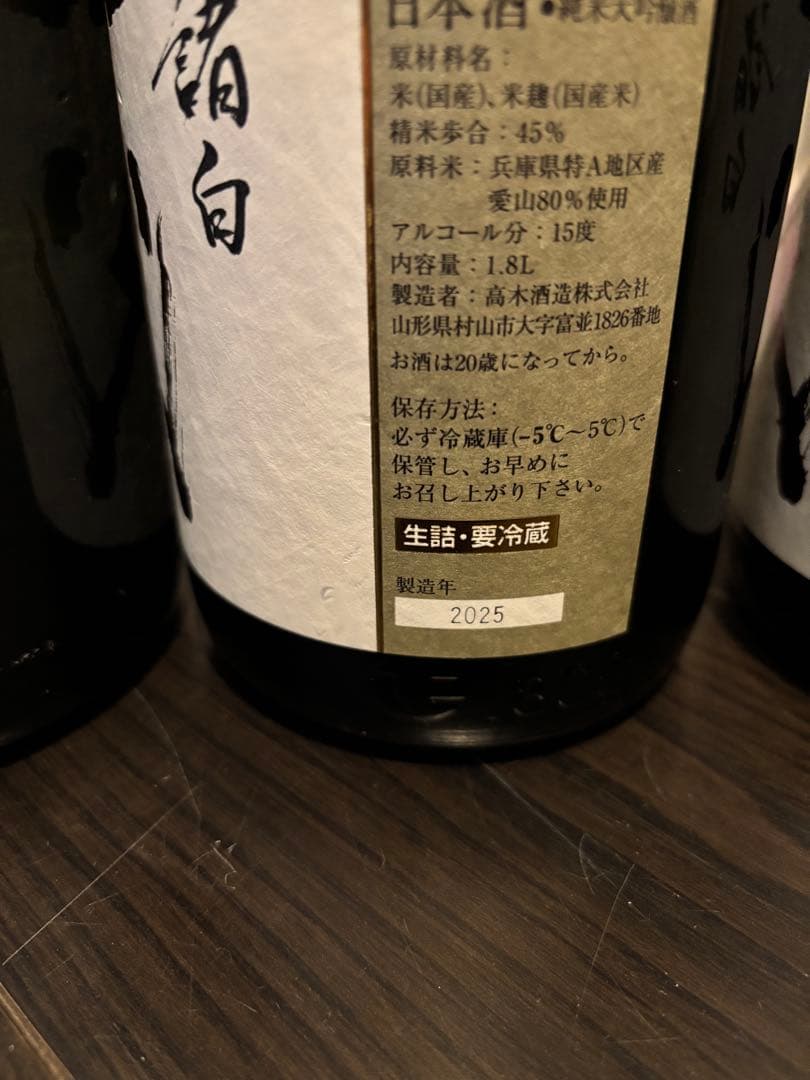 諸白
日本酒・純米大吟醸酒
原材料名：
米(国産)、米麹(国産米)
精米歩合：45％
原料米：兵庫県特A地区産
愛山80％使用
アルコール分：15度
内容量：1.8L
製造者：高木酒造株式会社
山形県村山市大字富並1826番地
お酒は20歳になってから。
保存方法：
必ず冷蔵庫(−5℃〜5℃)で
保管し、お早めに
お召し上がり下さい。
生詰・要冷蔵
製造年
2025